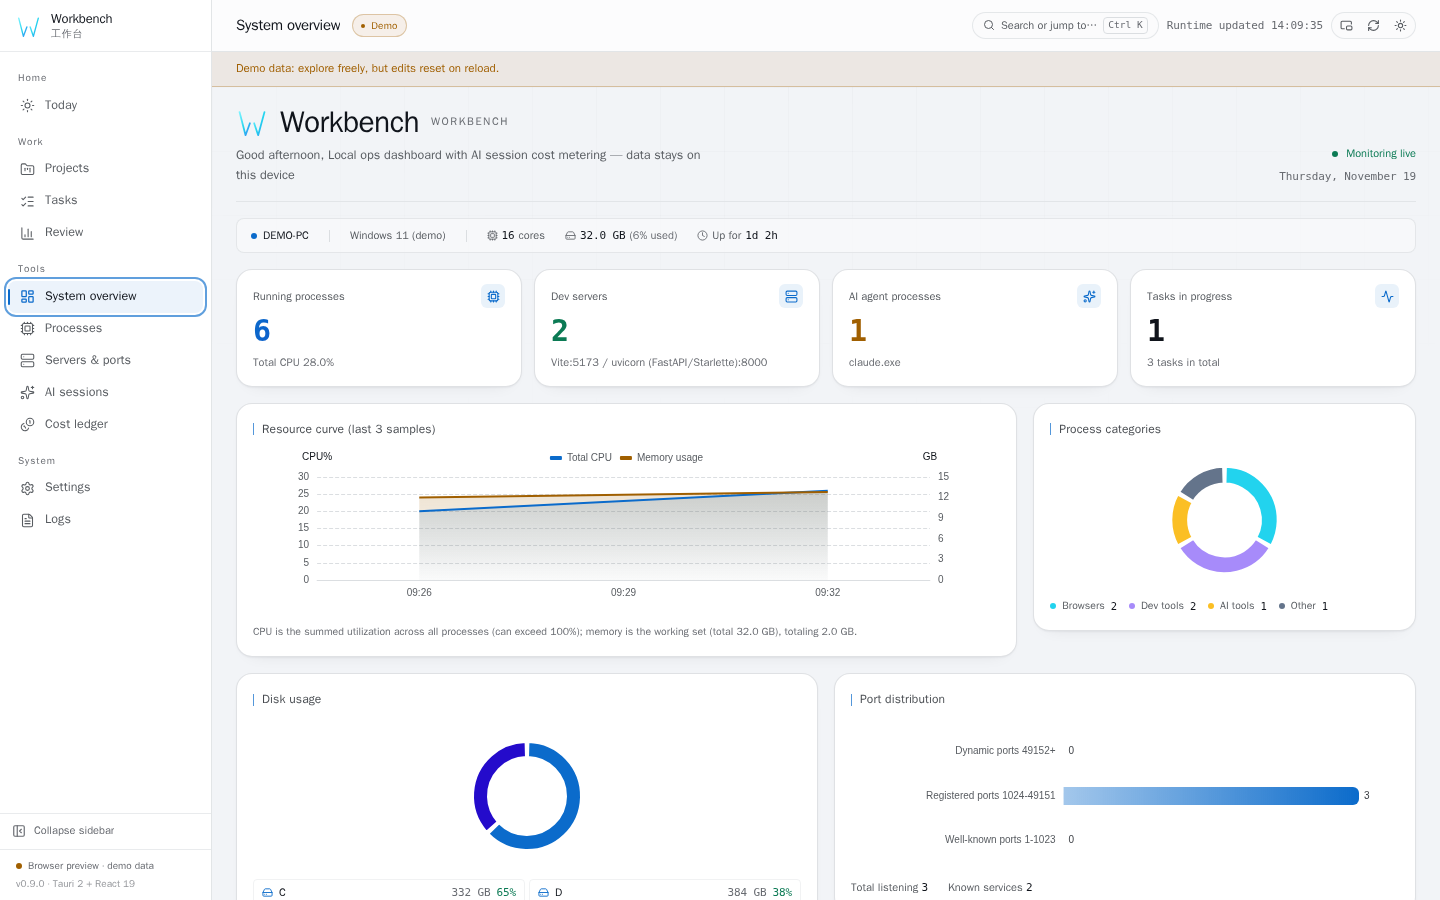 Workbench
工作台
Home
Today
Work
Projects
Tasks
Review
Tools
System overview
Processes
Servers & ports
AI sessions
Cost ledger
System
Settings
Logs
Collapse sidebar
Browser preview · demo data
v0.9.0 · Tauri 2 + React 19
System overview
Demo
Search or jump to···
Ctrl K
Runtime updated 14:09:35
Demo data: explore freely, but edits reset on reload.
Workbench WORKBENCH
Good afternoon, Local ops dashboard with AI session cost metering — data stays on
this device
Monitoring live
Thursday, November 19
DEMO-PC
Windows 11 (demo)
16 cores
32.0 GB (6% used)
Up for 1d 2h
Running processes
6
Total CPU 28.0%
Dev servers
2
Vite:5173 / uvicorn (FastAPI/Starlette):8000
AI agent processes
1
claude.exe
Tasks in progress
1
3 tasks in total
Resource curve (last 3 samples)
CPU%
Total CPU
Memory usage
GB
30
25
20
15
10
5
0
15
12
9
6
3
0
09:26
09:29
09:32
CPU is the summed utilization across all processes (can exceed 100%); memory is the working set (total 32.0 GB), totaling 2.0 GB.
Process categories
Browsers 2
Dev tools 2
AI tools 1
Other 1
Disk usage
C 332 GB 65%
D 384 GB 38%
Port distribution
Dynamic ports 49152+ 0
Registered ports 1024-49151 3
Well-known ports 1-1023 0
Total listening 3
Known services 2